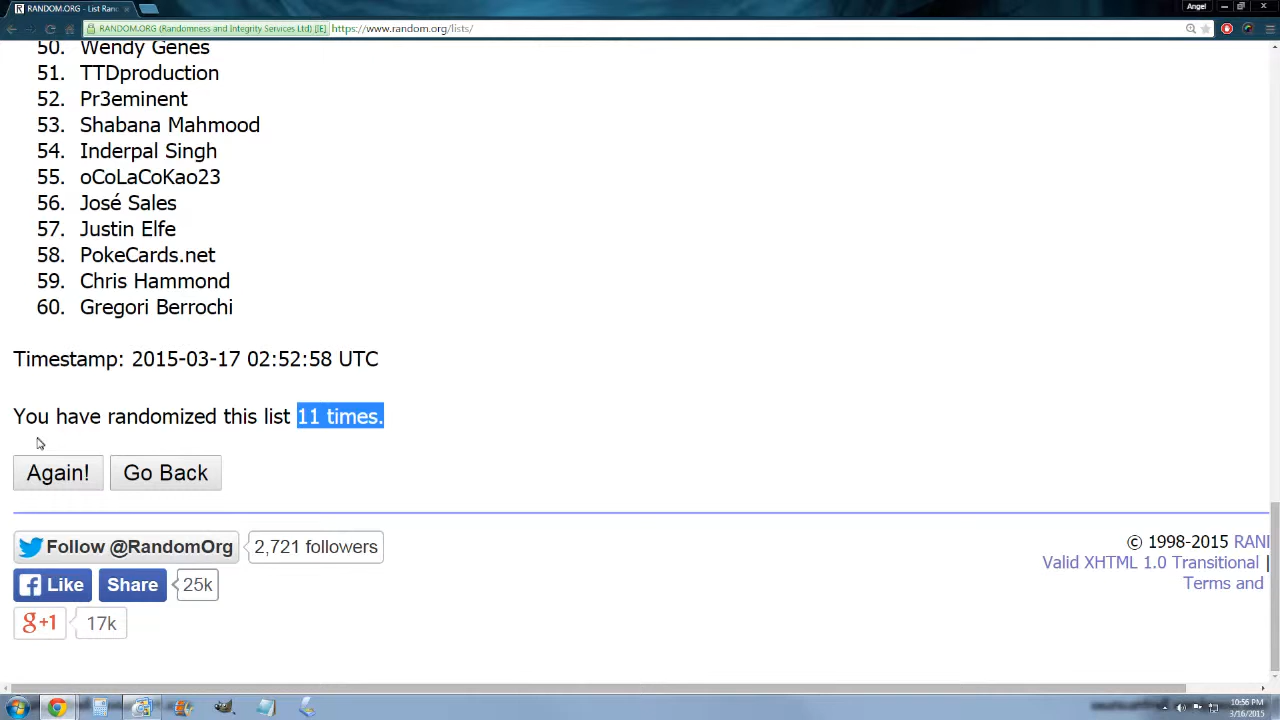 RANDOM.ORG - List Ran
Angel
RANDOM.ORG (Randomness and Integrity Services Ltd) [IE]
https://www.random.org/lists/
50. Wendy Genes
51. TTDproduction
52. Pr3eminent
53. Shabana Mahmood
54. Inderpal Singh
55. oCoLaCoKao23
56. José Sales
57. Justin Elfe
58. PokeCards.net
59. Chris Hammond
60. Gregori Berrochi
Timestamp: 2015-03-17 02:52:58 UTC
You have randomized this list 11 times.
Again! Go Back
Follow @RandomOrg 2,721 followers
© 1998-2015 RAN
Like Share 25k
Valid XHTML 1.0 Transitional |
Terms and
g+1 17k
10:56 PM
3/16/2015